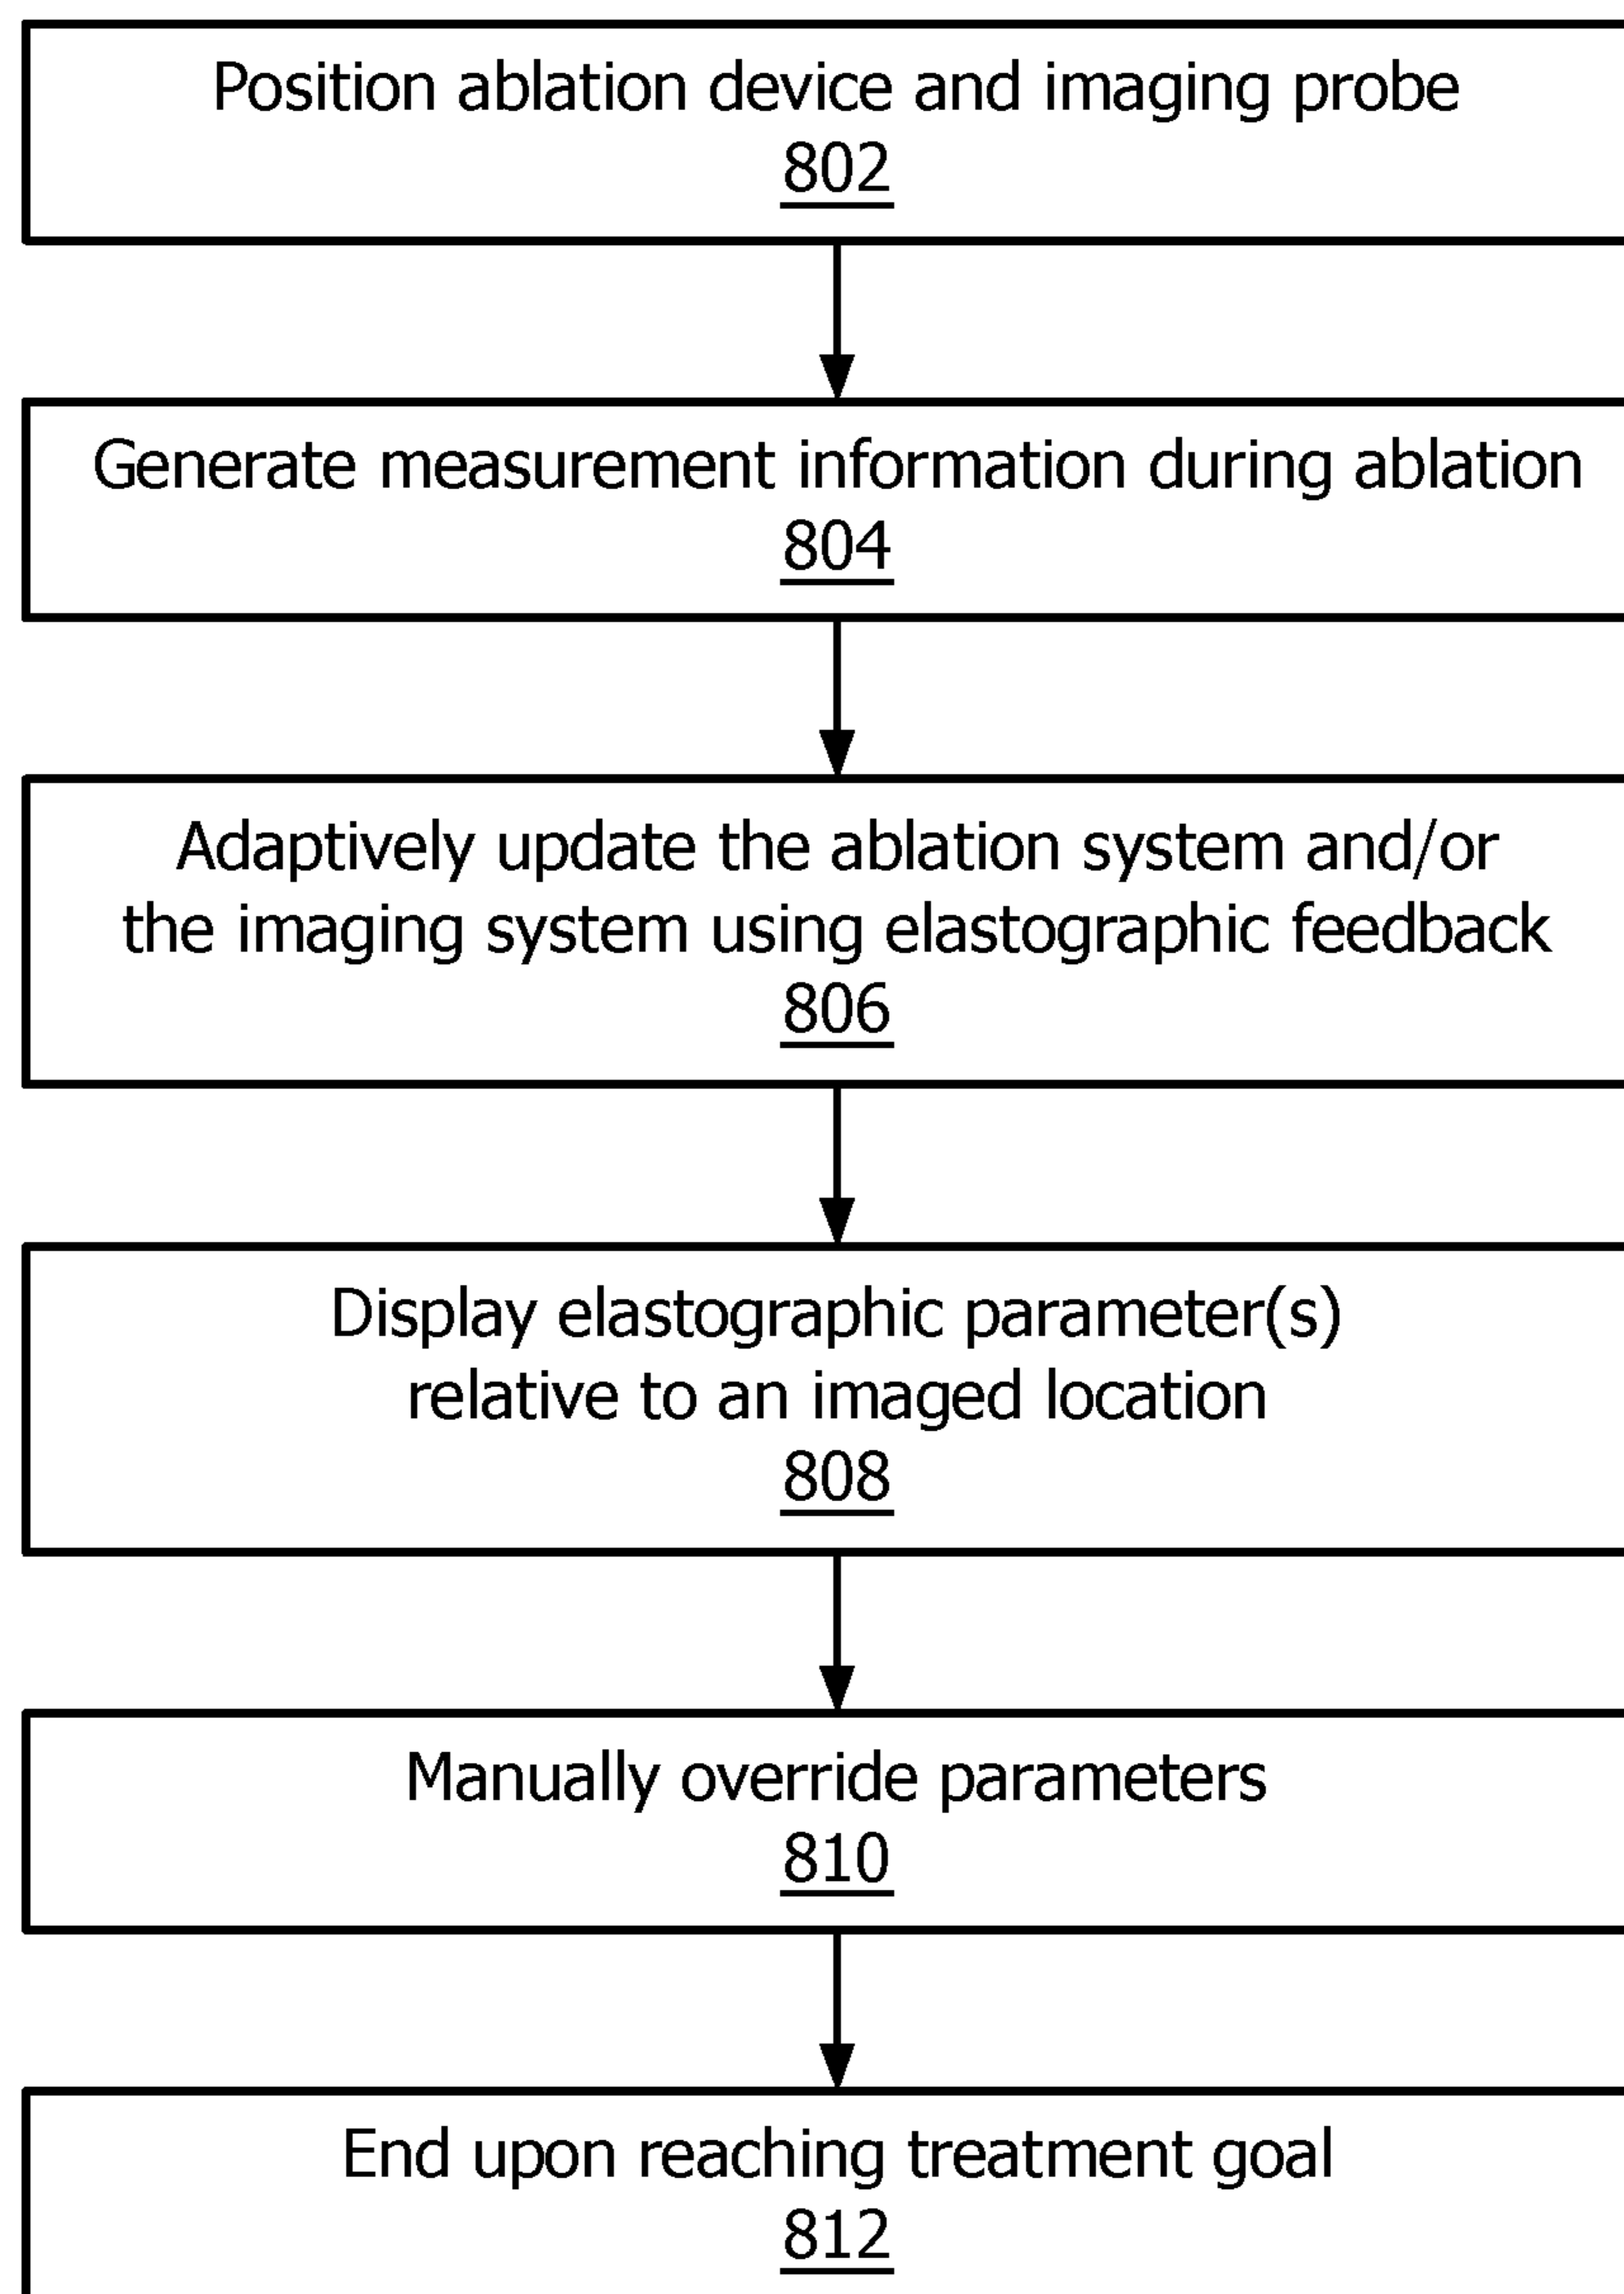 Position ablation device and imaging probe
802
Generate measurement information during ablation
804
Adaptively update the ablation system and/or
the imaging system using elastographic feedback
806
Display elastographic parameter(s)
relative to an imaged location
808
Manually override parameters
810
End upon reaching treatment goal
812